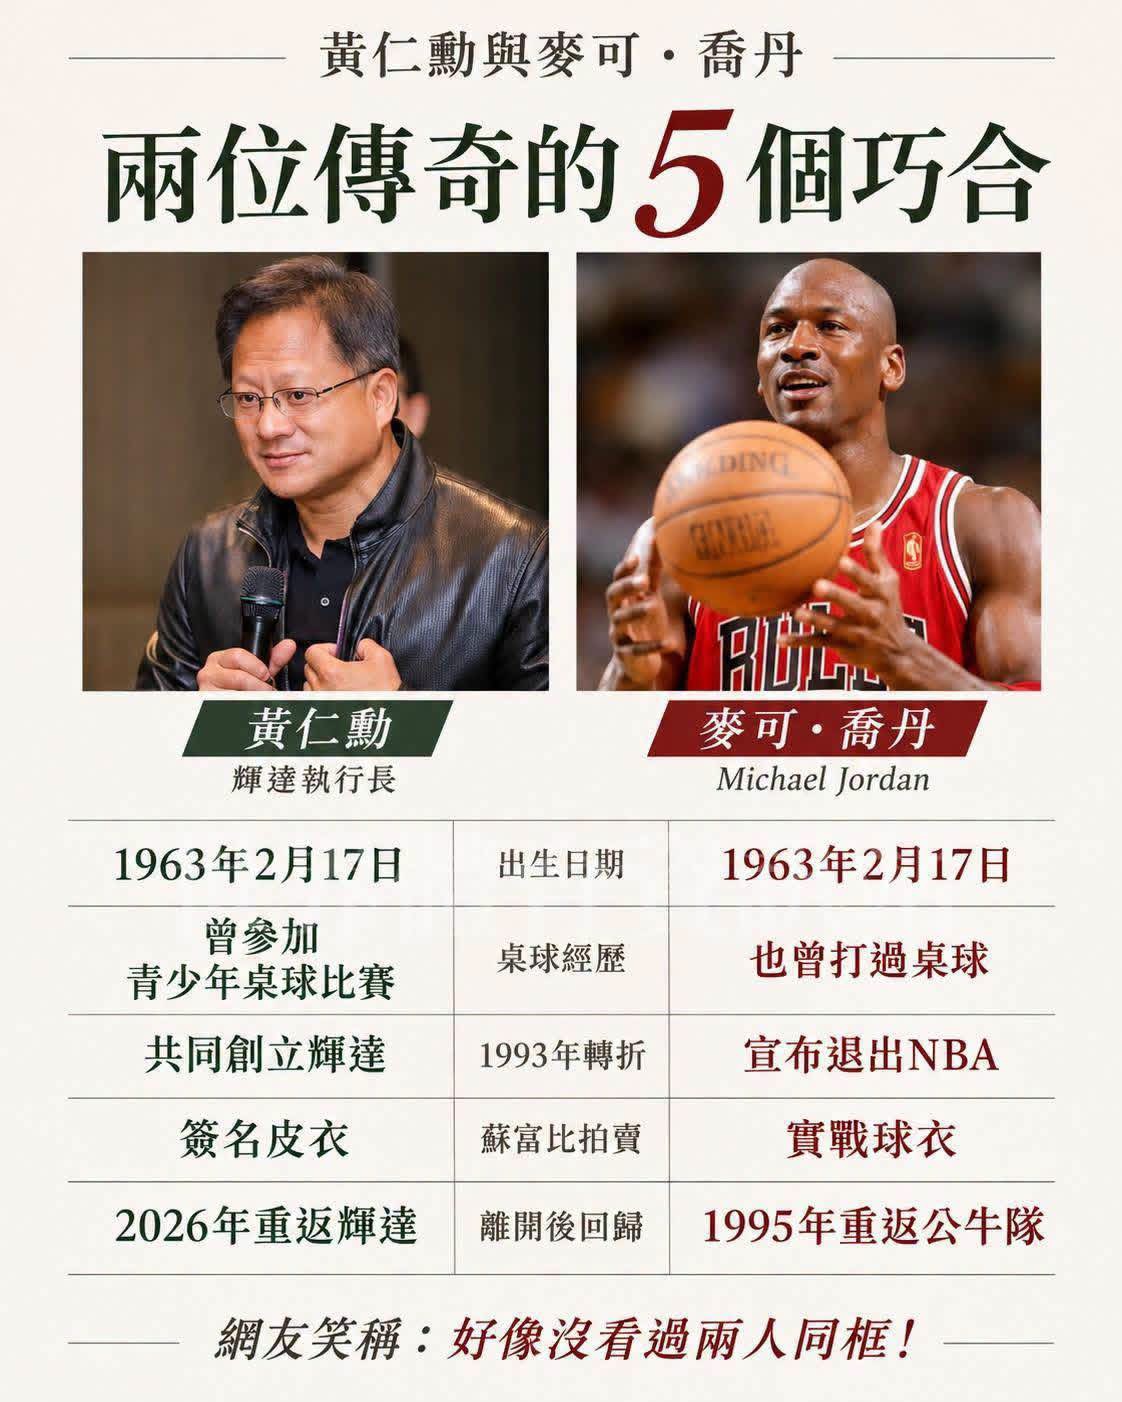 黃仁勳與麥可・喬丹
兩位傳奇的5個巧合
SPALDING
BULLS
黃仁勳
麥可・喬丹
輝達執行長
Michael Jordan
1963年2月17日 出生日期 1963年2月17日
曾參加
青少年桌球比賽 桌球經歷 也曾打過桌球
共同創立輝達 1993年轉折 宣布退出NBA
簽名皮衣 蘇富比拍賣 實戰球衣
2026年重返輝達 離開後回歸 1995年重返公牛隊
網友笑稱：好像沒看過兩人同框！